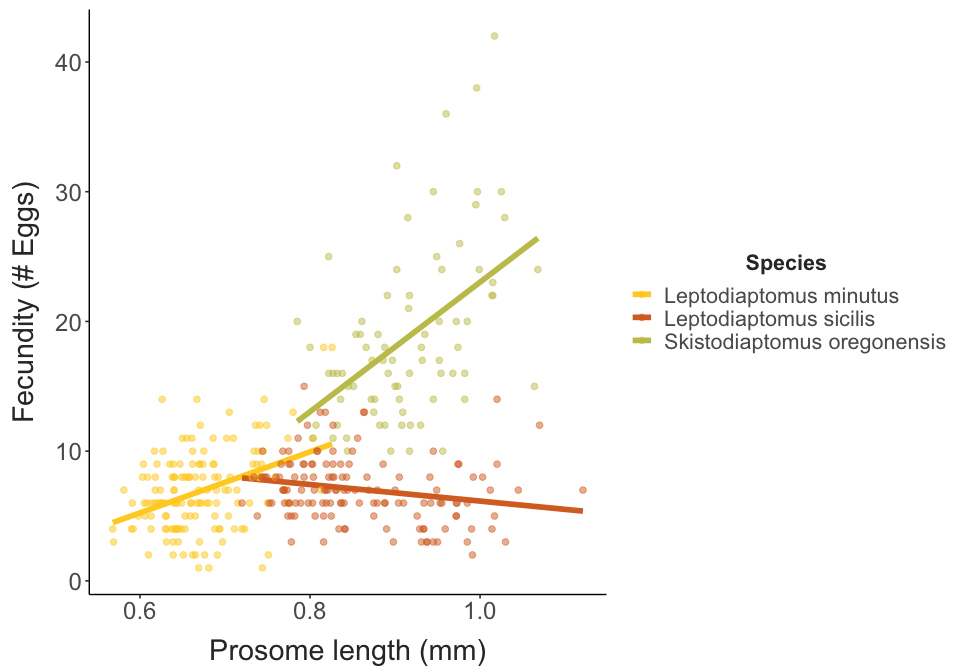 Fecundity (# Eggs)
40
30
20
10
0
0.6 0.8 1.0
Prosome length (mm)
Species
Leptodiaptomus minutus
Leptodiaptomus sicilis
Skistodiaptomus oregonensis